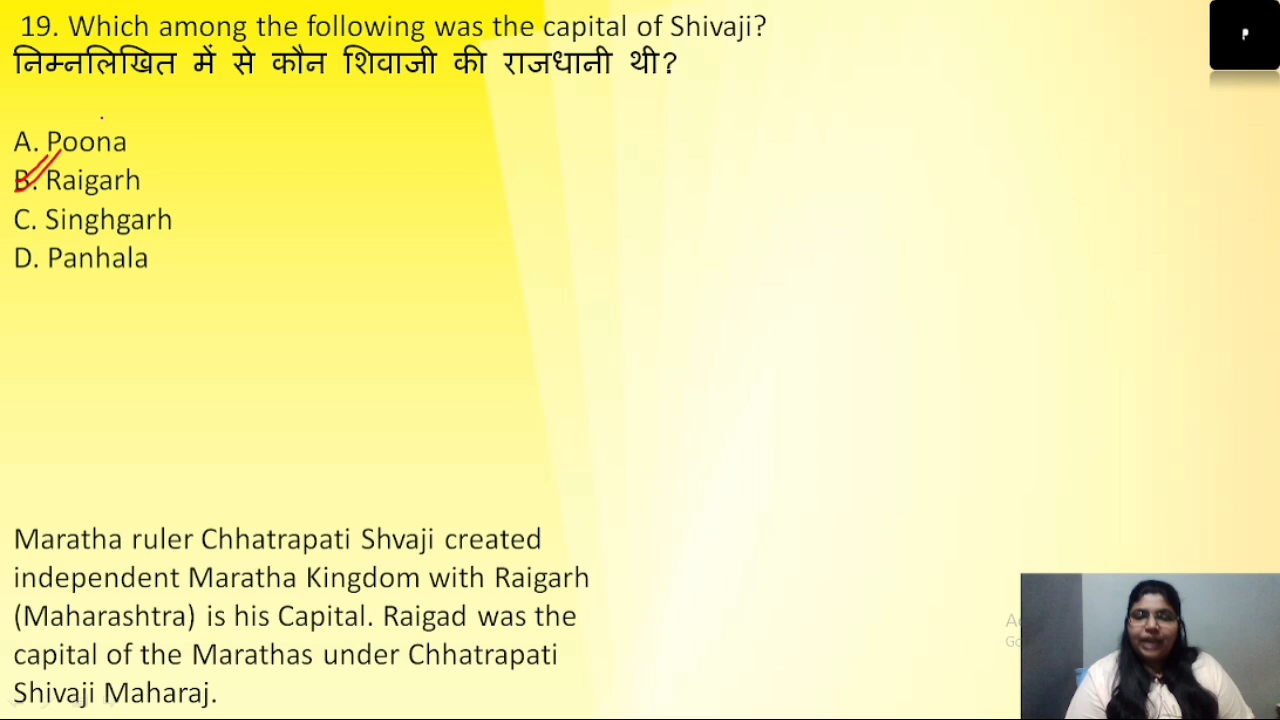 19. Which among the following was the capital of Shivaji?
निम्नलिखित में से कौन शिवाजी की राजधानी थी?
A. Poona
B. Raigarh
C. Singhgarh
D. Panhala
Maratha ruler Chhatrapati Shvaji created
independent Maratha Kingdom with Raigarh
(Maharashtra) is his Capital. Raigad was the
capital of the Marathas under Chhatrapati
Shivaji Maharaj.